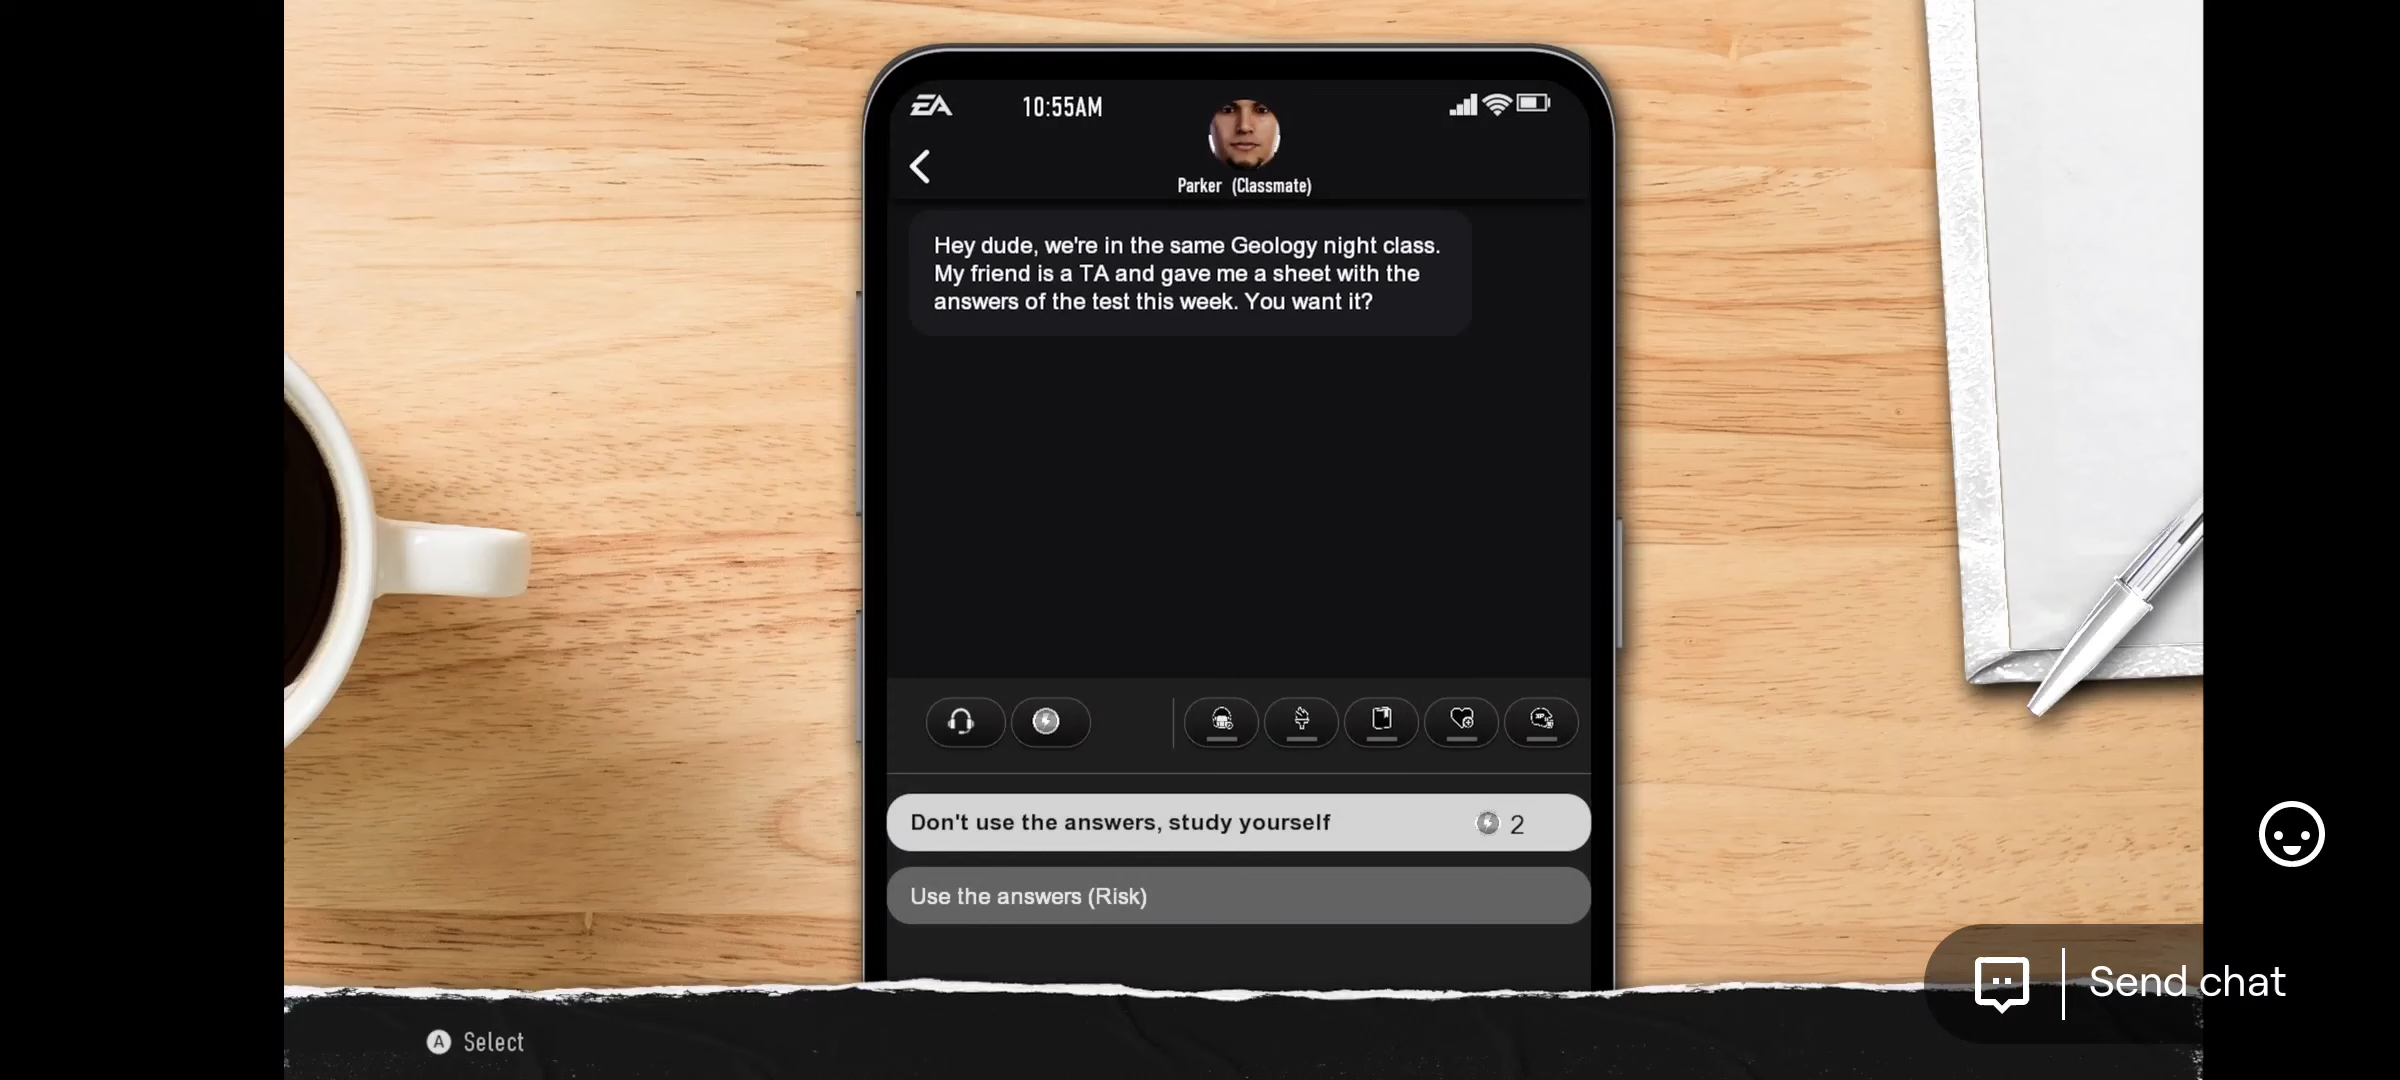 EA
10:55AM
Parker (Classmate)
Hey dude, we're in the same Geology night class.
My friend is a TA and gave me a sheet with the
answers of the test this week. You want it?
Don't use the answers, study yourself 2
Use the answers (Risk)
Send chat
A Select